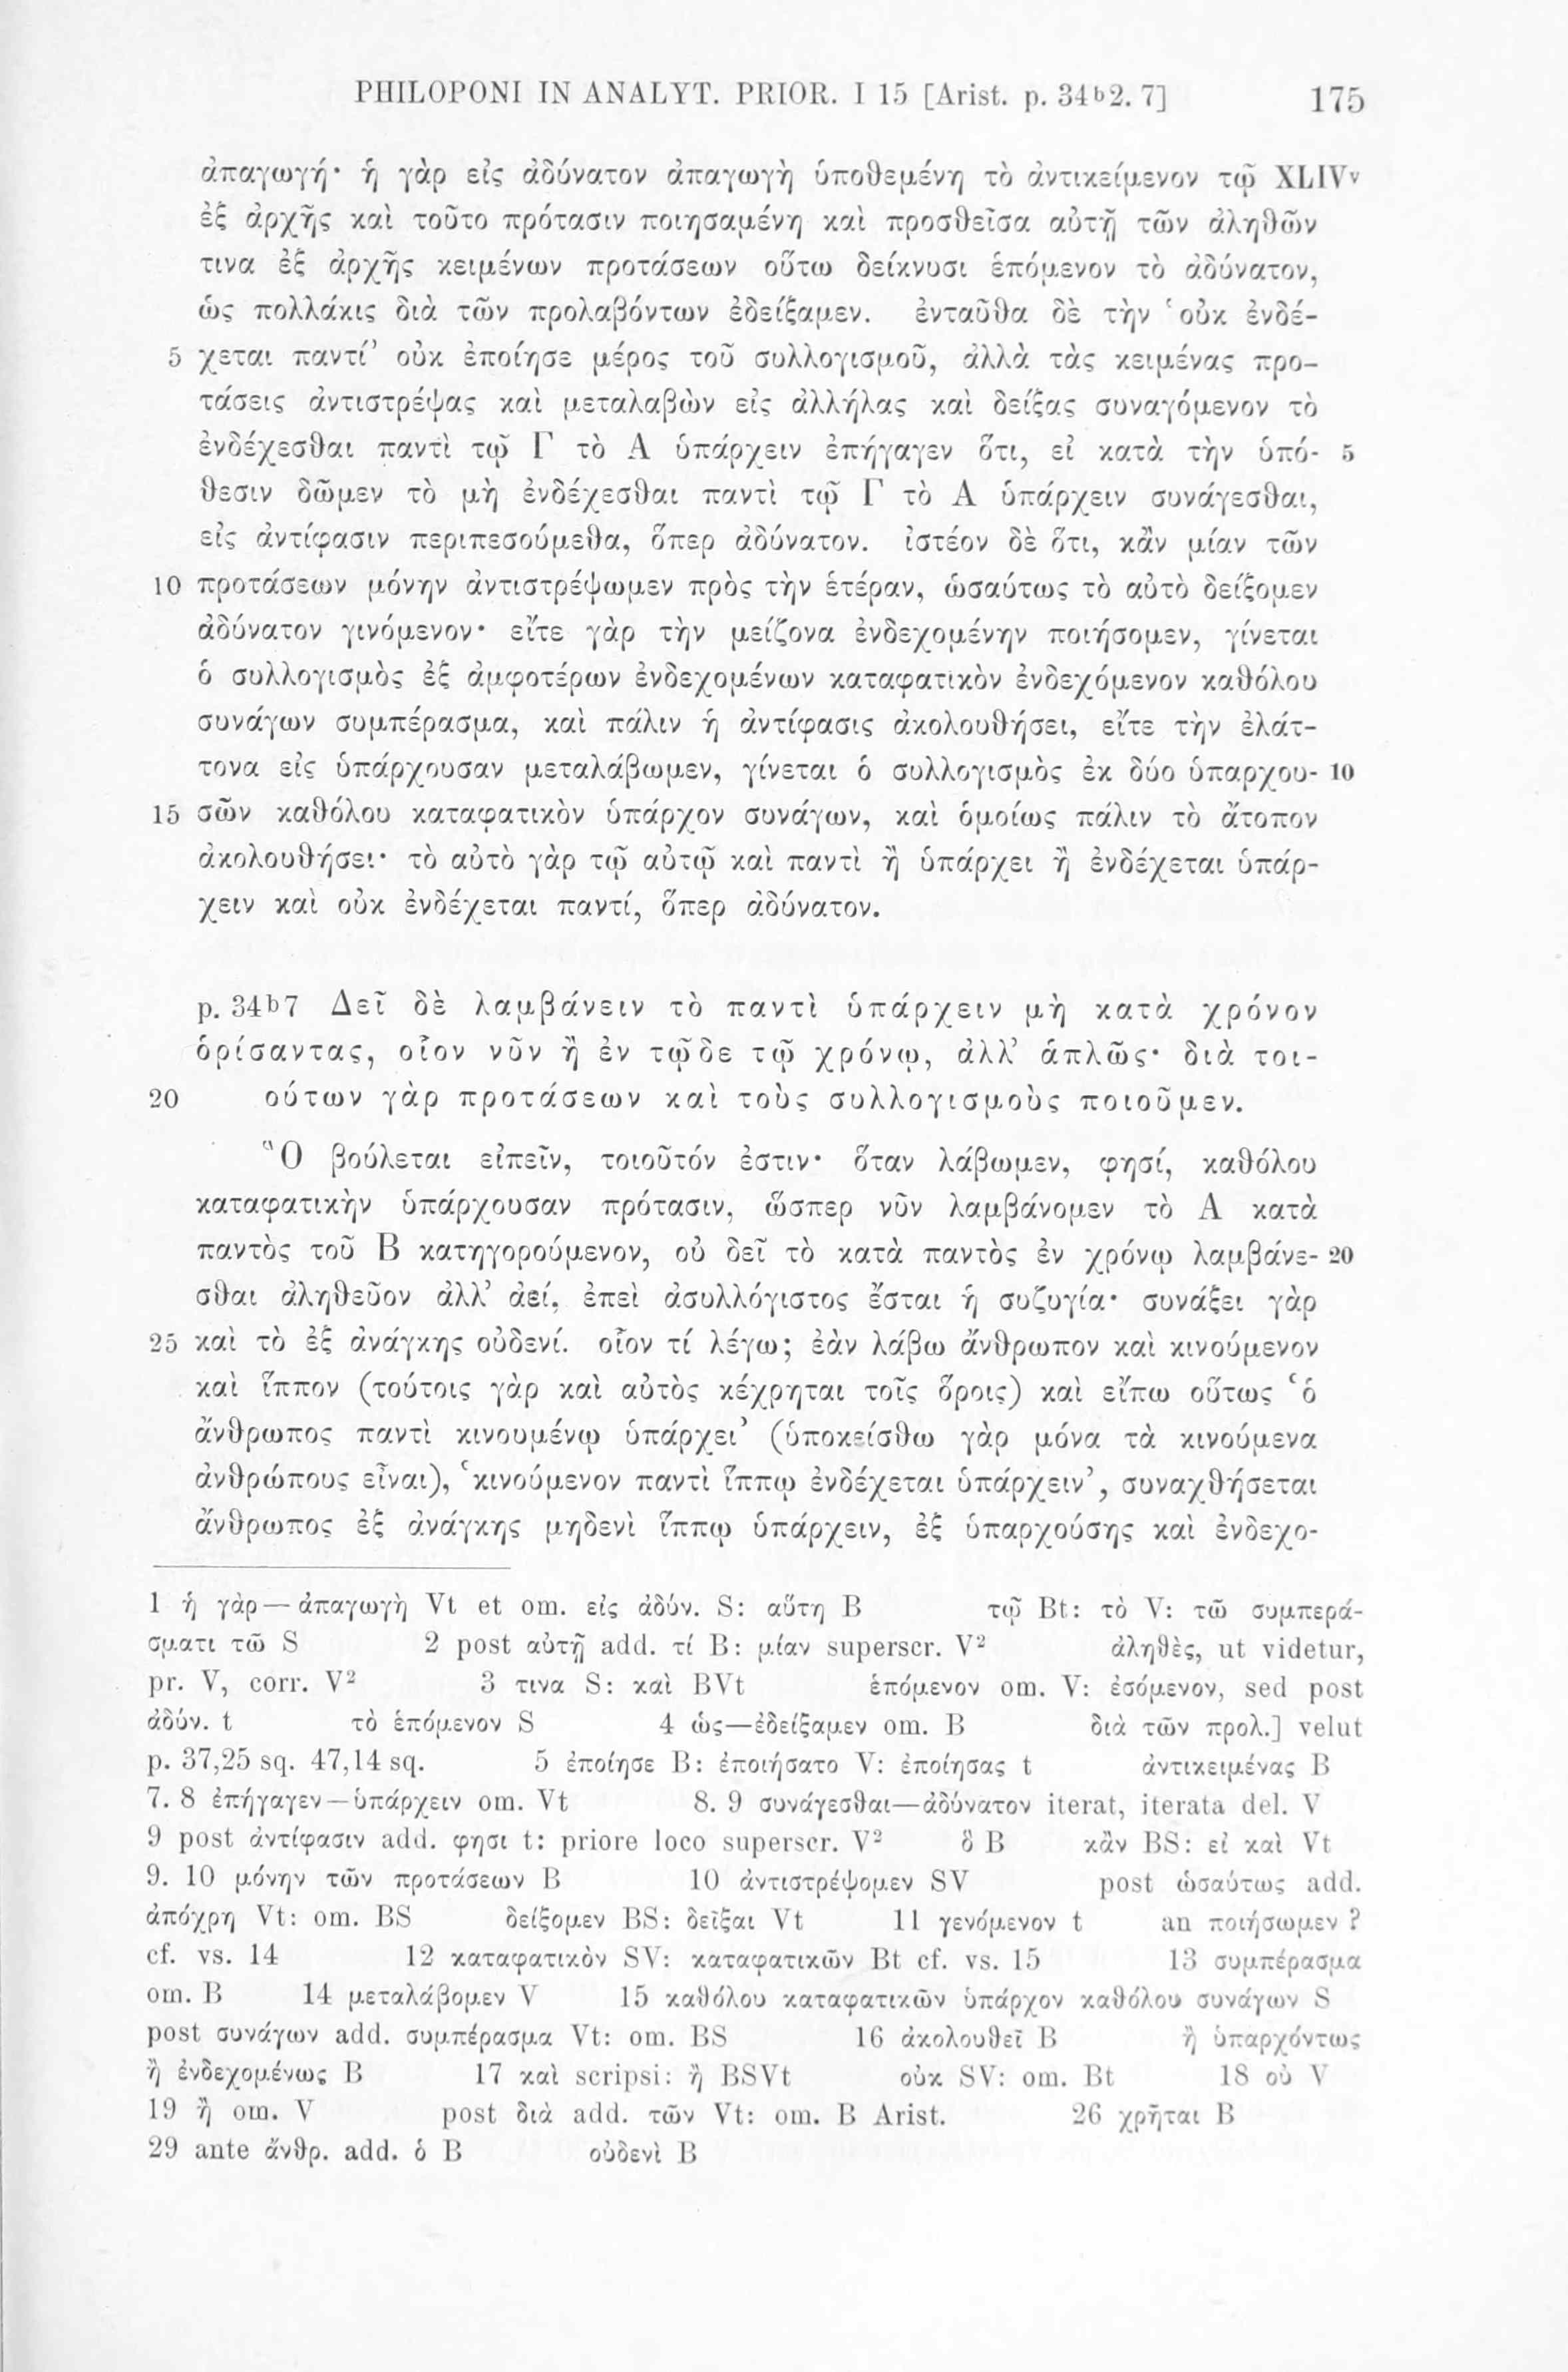 PHILOPONI IN ANALYT. PRIOR. I 15 [Arist. p. 34b2. 7] 175
ἀπαγωγή· ἡ γὰρ εἰς ἀδύνατον ἀπαγωγὴ ὑποθεμένη τὸ ἀντικείμενον τῷ XLIVv
ἐξ ἀρχῆς καὶ τοῦτο πρότασιν ποιησαμένη καὶ προσθεῖσα αὐτῇ τῶν ἀληθῶν
τινα ἐξ ἀρχῆς κειμένων προτάσεων οὕτω δείκνυσι ἑπόμενον τὸ ἀδύνατον,
ὡς πολλάκις διὰ τῶν προλαβόντων ἐδείξαμεν. ἐνταῦθα δὲ τὴν ‘οὐκ ἐνδέ-
5 χεται παντί’ οὐκ ἐποίησε μέρος τοῦ συλλογισμοῦ, ἀλλὰ τὰς κειμένας προ-
τάσεις ἀντιστρέψας καὶ μεταλαβὼν εἰς ἀλλήλας καὶ δείξας συναγόμενον τὸ
ἐνδέχεσθαι παντὶ τῷ Γ τὸ Α ὑπάρχειν ἐπήγαγεν ὅτι, εἰ κατὰ τὴν ὑπό- 5
θεσιν δῶμεν τὸ μὴ ἐνδέχεσθαι παντὶ τῷ Γ τὸ Α ὑπάρχειν συνάγεσθαι,
εἰς ἀντίφασιν περιπεσούμεθα, ὅπερ ἀδύνατον. ἰστέον δὲ ὅτι, κἂν μίαν τῶν
10 προτάσεων μόνην ἀντιστρέψωμεν πρὸς τὴν ἑτέραν, ὡσαύτως τὸ αὐτὸ δείξομεν
ἀδύνατον γινόμενον· εἴτε γὰρ τὴν μείζονα ἐνδεχομένην ποιήσομεν, γίνεται
ὁ συλλογισμὸς ἐξ ἀμφοτέρων ἐνδεχομένων καταφατικὸν ἐνδεχόμενον καθόλου
συνάγων συμπέρασμα, καὶ πάλιν ἡ ἀντίφασις ἀκολουθήσει, εἴτε τὴν ἐλάτ-
τονα εἰς ὑπάρχουσαν μεταλάβωμεν, γίνεται ὁ συλλογισμὸς ἐκ δύο ὑπαρχου- 10
15 σῶν καθόλου καταφατικὸν ὑπάρχον συνάγων, καὶ ὁμοίως πάλιν τὸ ἄτοπον
ἀκολουθήσει· τὸ αὐτὸ γὰρ τῷ αὐτῷ καὶ παντὶ ἢ ὑπάρχει ἢ ἐνδέχεται ὑπάρ-
χειν καὶ οὐκ ἐνδέχεται παντί, ὅπερ ἀδύνατον.
p. 34b7 Δεῖ δὲ λαμβάνειν τὸ παντὶ ὑπάρχειν μὴ κατὰ χρόνον
ὁρίσαντας, οἷον νῦν ἢ ἐν τῷδε τῷ χρόνῳ, ἀλλ’ ἁπλῶς· διὰ τοι-
20 ούτων γὰρ προτάσεων καὶ τοὺς συλλογισμοὺς ποιοῦμεν.
Ὃ βούλεται εἰπεῖν, τοιοῦτόν ἐστιν· ὅταν λάβωμεν, φησί, καθόλου
καταφατικὴν ὑπάρχουσαν πρότασιν, ὥσπερ νῦν λαμβάνομεν τὸ Α κατὰ
παντὸς τοῦ Β κατηγορούμενον, οὐ δεῖ τὸ κατὰ παντὸς ἐν χρόνῳ λαμβάνε- 20
σθαι ἀληθεῦον ἀλλ’ ἀεί, ἐπεὶ ἀσυλλόγιστος ἔσται ἡ συζυγία· συνάξει γὰρ
25 καὶ τὸ ἐξ ἀνάγκης οὐδενί. οἷον τί λέγω; ἐὰν λάβω ἄνθρωπον καὶ κινούμενον
καὶ ἵππον (τούτοις γὰρ καὶ αὐτὸς κέχρηται τοῖς ὅροις) καὶ εἴπω οὕτως ‘ὁ
ἄνθρωπος παντὶ κινουμένῳ ὑπάρχει’ (ὑποκείσθω γὰρ μόνα τὰ κινούμενα
ἀνθρώπους εἶναι), ‘κινούμενον παντὶ ἵππῳ ἐνδέχεται ὑπάρχειν’, συναχθήσεται
ἄνθρωπος ἐξ ἀνάγκης μηδενὶ ἵππῳ ὑπάρχειν, ἐξ ὑπαρχούσης καὶ ἐνδεχο-
1 ἡ γὰρ—ἀπαγωγὴ Vt et om. εἰς ἀδύν. S: αὕτη B τῷ Bt: τὸ V: τῶ συμπερά-
σματι τῶ S 2 post αὐτῇ add. τί B: μίαν superscr. V2 ἀληθὲς, ut videtur,
pr. V, corr. V2 3 τινα S: καὶ BVt ἑπόμενον om. V: ἑσόμενον, sed post
ἀδύν. t τὸ ἑπόμενον S 4 ὡς—ἐδείξαμεν om. B διὰ τῶν προλ.] velut
p. 37,25 sq. 47,14 sq. 5 ἐποίησε B: ἐποιήσατο V: ἐποίησας t ἀντικειμένας B
7. 8 ἐπήγαγεν—ὑπάρχειν om. Vt 8. 9 συνάγεσθαι—ἀδύνατον iterat, iterata del. V
9 post ἀντίφασιν add. φησι t: priore loco superscr. V2 ὃ B κἂν BS: εἰ καὶ Vt
9. 10 μόνην τῶν προτάσεων B 10 ἀντιστρέψομεν SV post ὡσαύτως add.
ἀπόχρη Vt: om. BS δείξομεν BS: δεῖξαι Vt 11 γενόμενον t an ποιήσωμεν ?
cf. vs. 14 12 καταφατικὸν SV: καταφατικῶν Bt cf. vs. 15 13 συμπέρασμα
om. B 14 μεταλάβομεν V 15 καθόλου καταφατικῶν ὑπάρχον καθόλου συνάγων S
post συνάγων add. συμπέρασμα Vt: om. BS 16 ἀκολουθεῖ B ἢ ὑπαρχόντως
ἢ ἐνδεχομένως B 17 καὶ scripsi: ἢ BSVt οὐκ SV: om. Bt 18 οὐ V
19 ἢ om. V post διὰ add. τῶν Vt: om. B Arist. 26 χρῆται B
29 ante ἄνθρ. add. ὁ B οὐδενὶ B